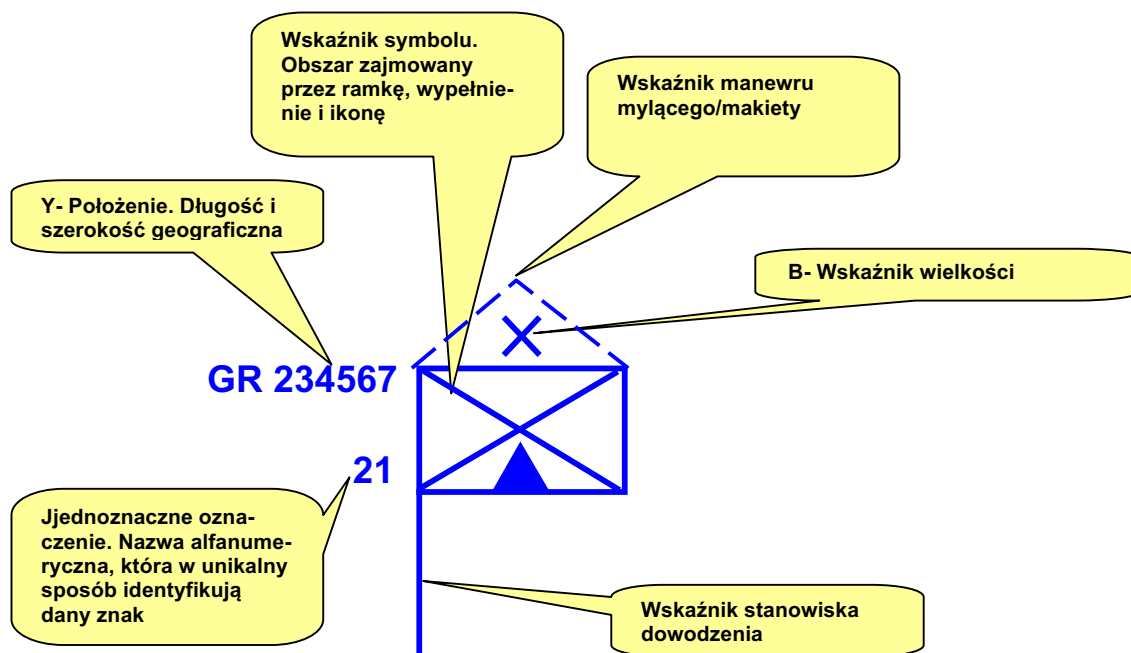 Wskaźnik symbolu.
Obszar zajmowany
przez ramkę, wypełnie-
nie i ikonę
Wskaźnik manewru
mylącego/makiety
Y- Położenie. Długość i
szerokość geograficzna
B- Wskaźnik wielkości
GR 234567
21
Jjednoznaczne ozna-
czenie. Nazwa alfanume-
ryczna, która w unikalny
sposób identyfikują
dany znak
Wskaźnik stanowiska
dowodzenia